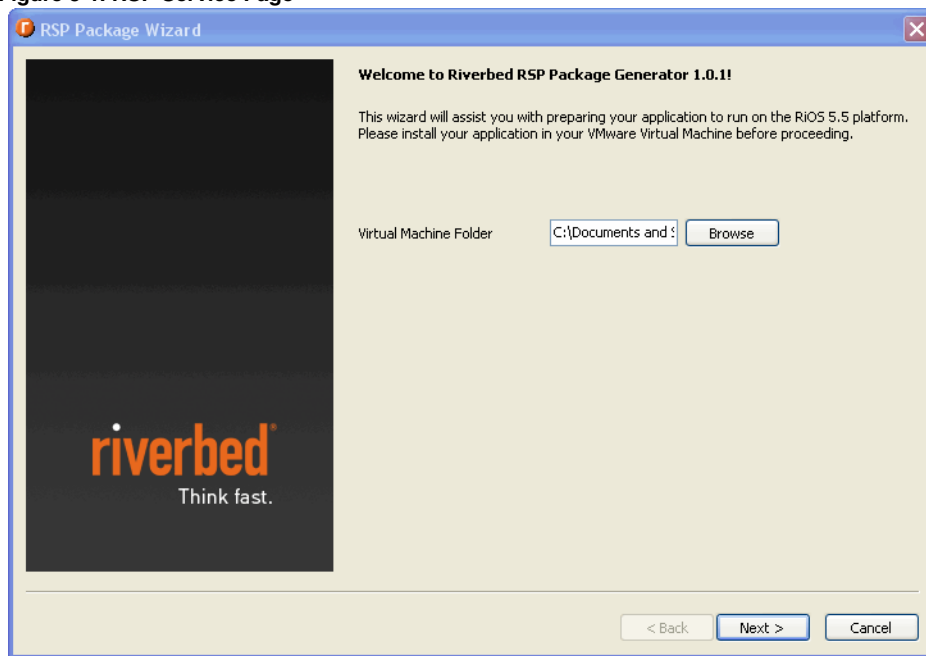 RSP Package Wizard
Welcome to Riverbed RSP Package Generator 1.0.1!
This wizard will assist you with preparing your application to run on the RiOS 5.5 platform.
Please install your application in your VMware Virtual Machine before proceeding.
Virtual Machine Folder
C:\Documents and S
Browse
riverbed®
Think fast.
< Back
Next >
Cancel